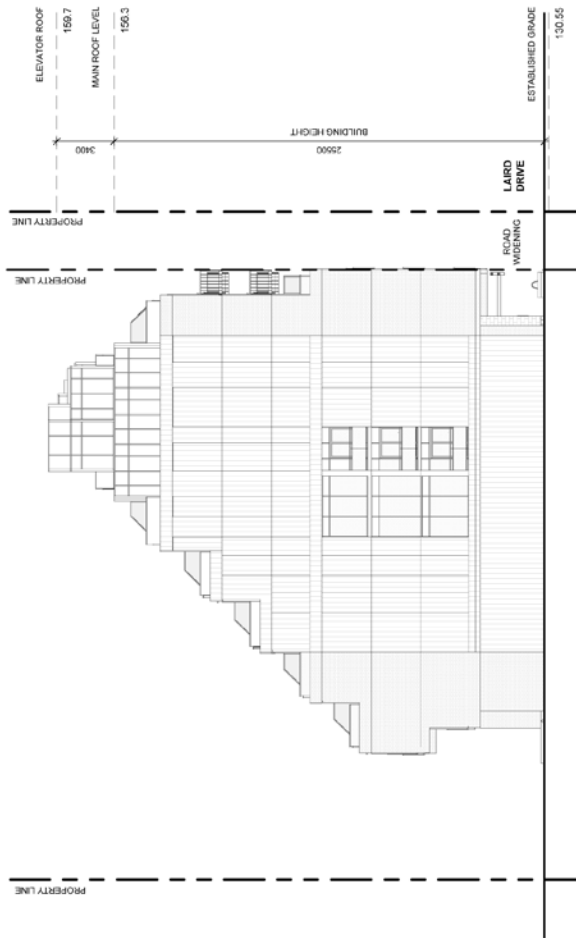 ELEVATOR ROOF
159.7
MAIN ROOF LEVEL
156.3
3400
25500
BUILDING HEIGHT
ESTABLISHED GRADE
130.55
LAIRD
DRIVE
PROPERTY LINE
ROAD
WIDENING
PROPERTY LINE
PROPERTY LINE